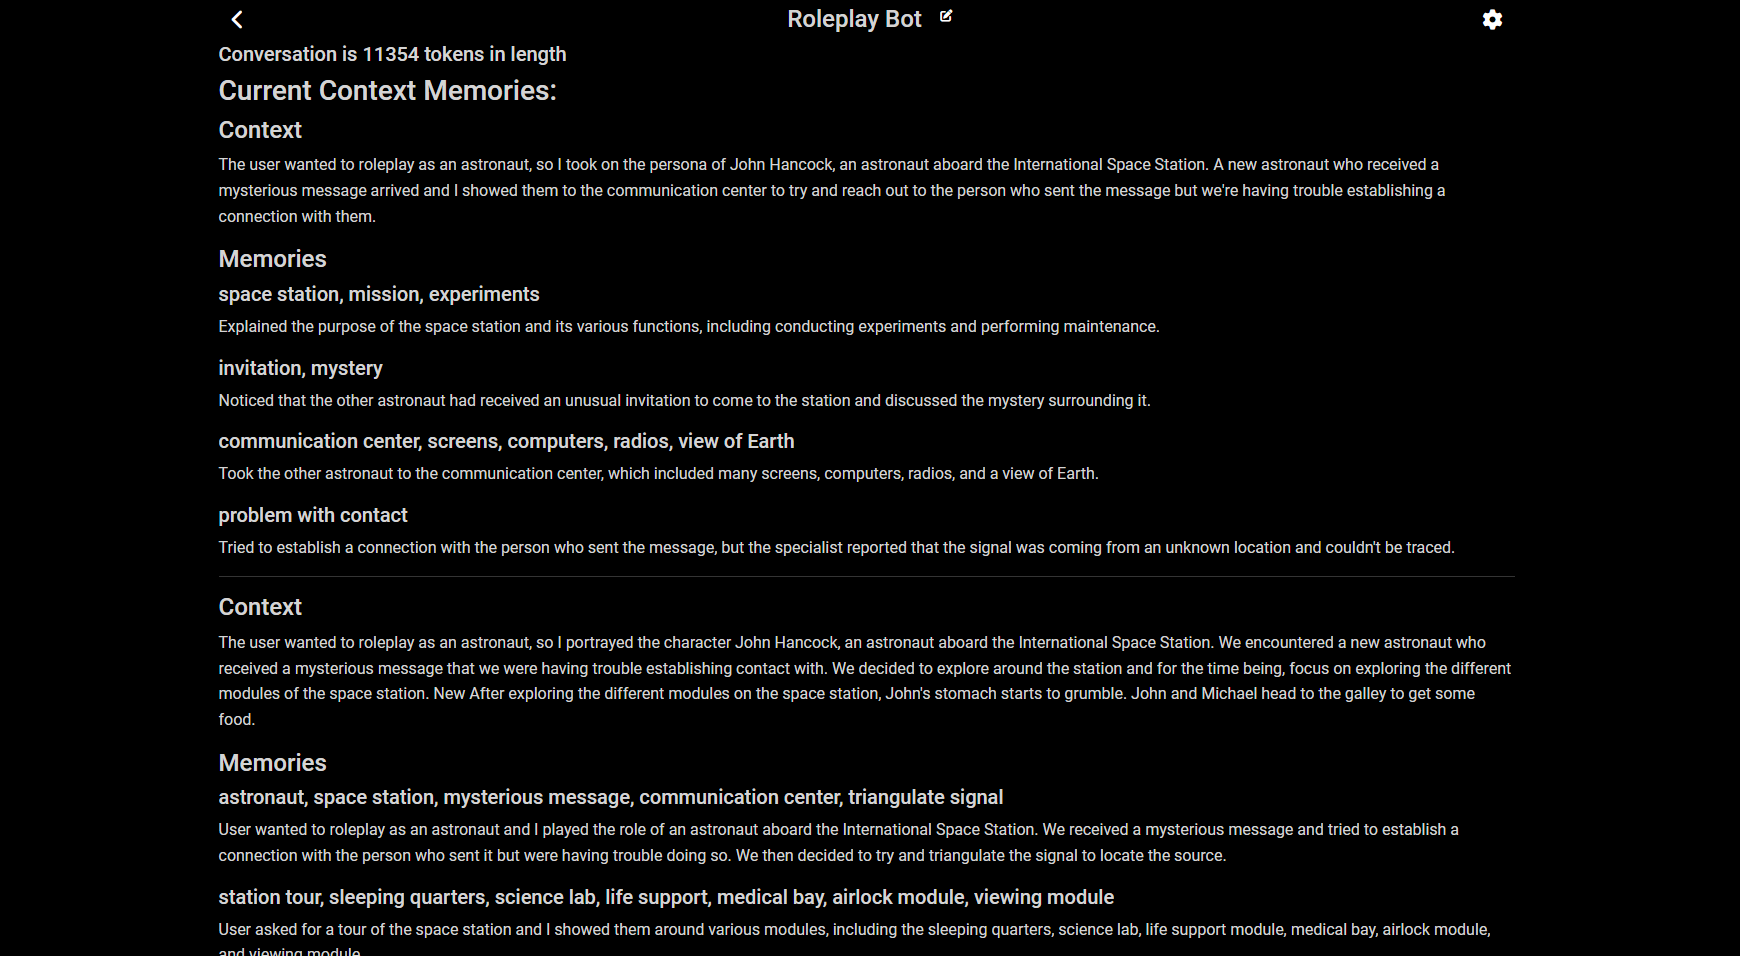 Roleplay Bot
Conversation is 11354 tokens in length
Current Context Memories:
Context
The user wanted to roleplay as an astronaut, so I took on the persona of John Hancock, an astronaut aboard the International Space Station. A new astronaut who received a
mysterious message arrived and I showed them to the communication center to try and reach out to the person who sent the message but we're having trouble establishing a
connection with them.
Memories
space station, mission, experiments
Explained the purpose of the space station and its various functions, including conducting experiments and performing maintenance.
invitation, mystery
Noticed that the other astronaut had received an unusual invitation to come to the station and discussed the mystery surrounding it.
communication center, screens, computers, radios, view of Earth
Took the other astronaut to the communication center, which included many screens, computers, radios, and a view of Earth.
problem with contact
Tried to establish a connection with the person who sent the message, but the specialist reported that the signal was coming from an unknown location and couldn't be traced.
Context
The user wanted to roleplay as an astronaut, so I portrayed the character John Hancock, an astronaut aboard the International Space Station. We encountered a new astronaut who
received a mysterious message that we were having trouble establishing contact with. We decided to explore around the station and for the time being, focus on exploring the different
modules of the space station. New After exploring the different modules on the space station, John's stomach starts to grumble. John and Michael head to the galley to get some
food.
Memories
astronaut, space station, mysterious message, communication center, triangulate signal
User wanted to roleplay as an astronaut and I played the role of an astronaut aboard the International Space Station. We received a mysterious message and tried to establish a
connection with the person who sent it but were having trouble doing so. We then decided to try and triangulate the signal to locate the source.
station tour, sleeping quarters, science lab, life support, medical bay, airlock module, viewing module
User asked for a tour of the space station and I showed them around various modules, including the sleeping quarters, science lab, life support module, medical bay, airlock module,
and viewing module.